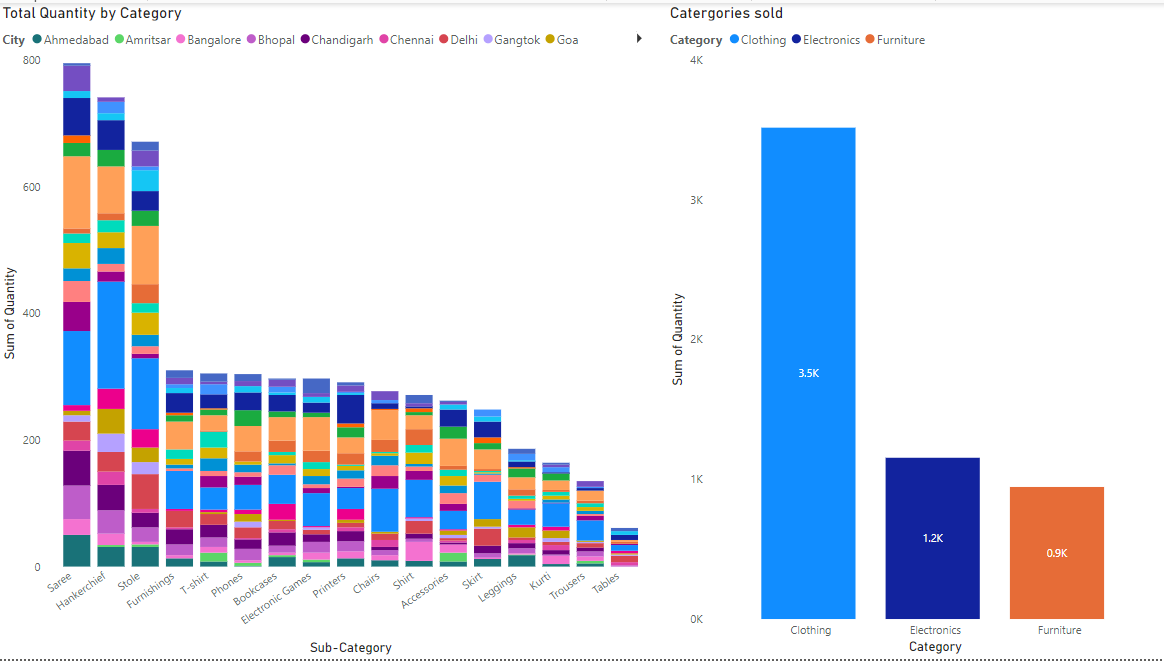 Total Quantity by Category
City Ahmedabad Amritsar Bangalore Bhopal Chandigarh Chennai Delhi Gangtok Goa
800
600
400
200
0
Sum of Quantity
Saree
Hankerchief
Stole
Furnishings
T-shirt
Phones
Bookcases
Electronic Games
Printers
Chairs
Shirt
Accessories
Skirt
Leggings
Kurti
Trousers
Tables
Sub-Category
Catergories sold
Category Clothing Electronics Furniture
4K
3K
2K
1K
0K
Sum of Quantity
3.5K
1.2K
0.9K
Clothing
Electronics
Furniture
Category